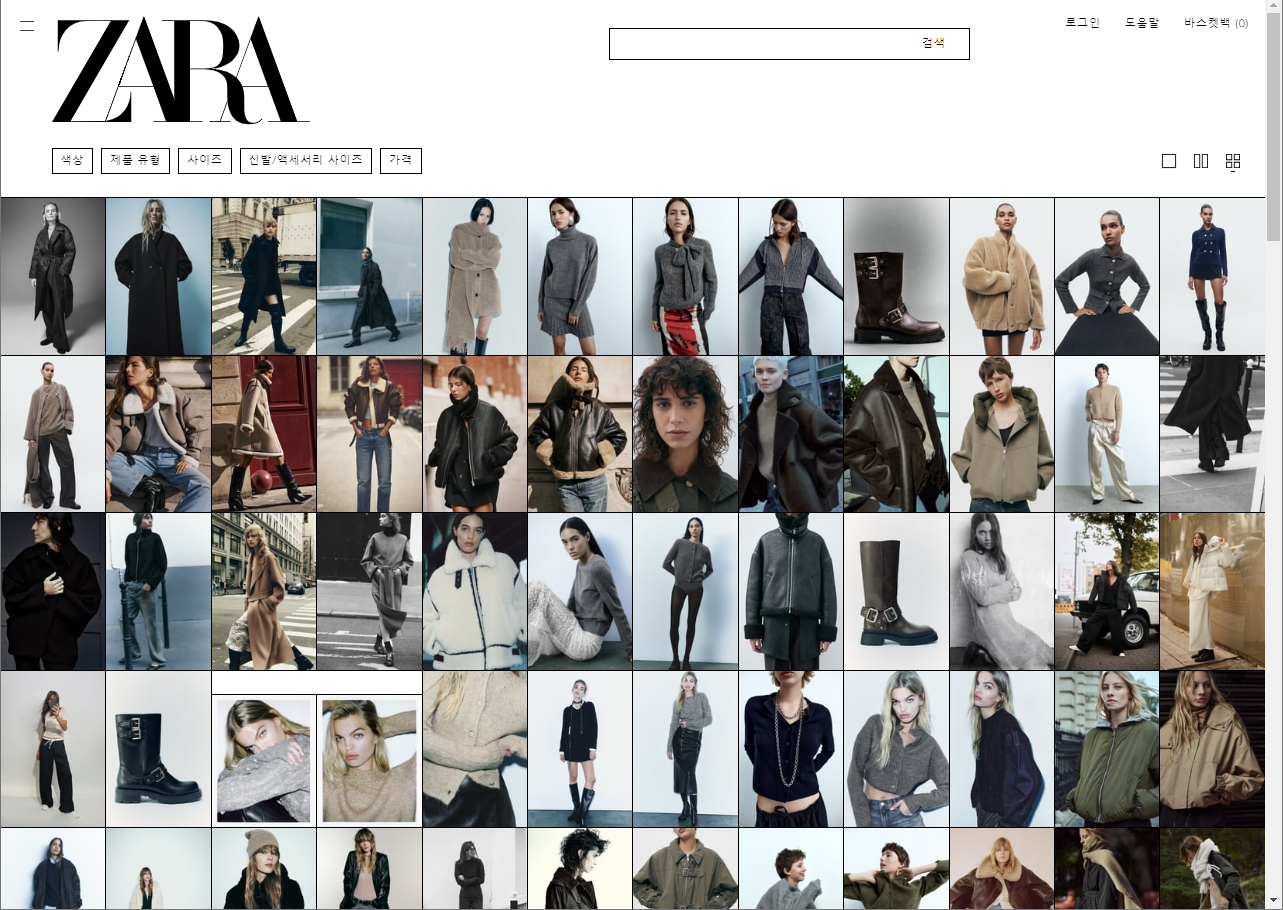 ZARA
검색
로그인
도움말
바스켓백 (0)
색상
제품 유형
사이즈
신발/액세서리 사이즈
가격